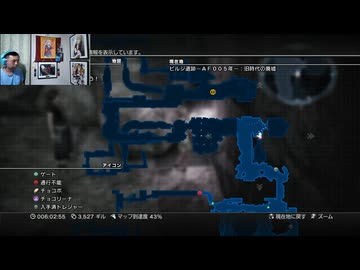 情報を表示しています。
種類
現在地
ビルジ遺跡－ＡＦ００５年－：旧時代の廃墟
う！
アイコン
ゲート
通行不能
チョコボ
チョコリーナ
入手済トレジャー
006:02:55
3,527 ギル
マップ到達度 43%
現在地に戻す
ズーム